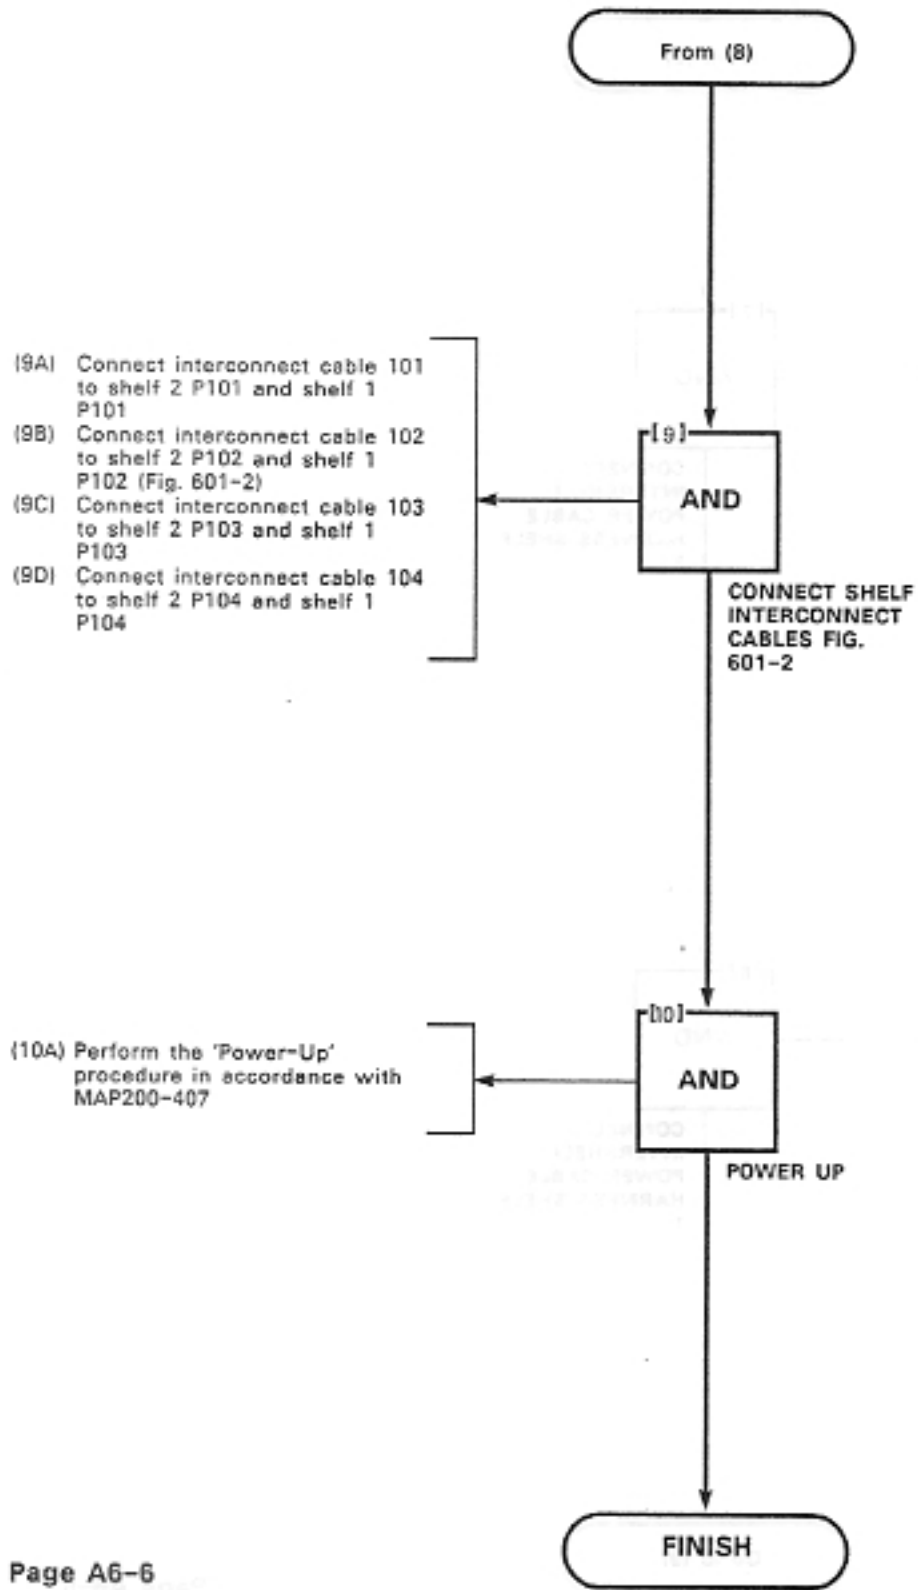 From (8)
(9A) Connect interconnect cable 101
to shelf 2 P101 and shelf 1
P101
(9B) Connect interconnect cable 102
to shelf 2 P102 and shelf 1
P102 (Fig. 601-2)
(9C) Connect interconnect cable 103
to shelf 2 P103 and shelf 1
P103
(9D) Connect interconnect cable 104
to shelf 2 P104 and shelf 1
P104
[9]
AND
CONNECT SHELF
INTERCONNECT
CABLES FIG.
601-2
(10A) Perform the 'Power-Up'
procedure in accordance with
MAP200-407
[10]
AND
POWER UP
FINISH
Page A6-6